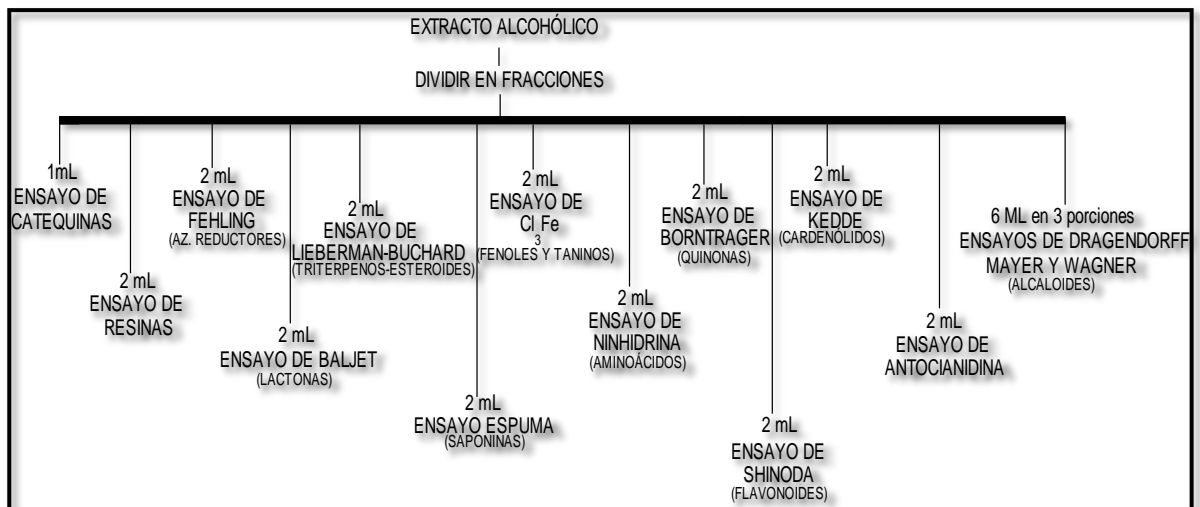 EXTRACTO ALCOHÓLICO
DIVIDIR EN FRACCIONES
1mL
ENSAYO DE
CATEQUINAS
2 mL
ENSAYO DE
RESINAS
2 mL
ENSAYO DE
FEHLING
(AZ. REDUCTORES)
2 mL
ENSAYO DE BALJET
(LACTONAS)
2 mL
ENSAYO DE
LIEBERMAN-BUCHARD
(TRITERPENOS-ESTEROIDES)
2 mL
ENSAYO ESPUMA
(SAPONINAS)
2 mL
ENSAYO DE
Cl Fe
3
(FENOLES Y TANINOS)
2 mL
ENSAYO DE
NINHIDRINA
(AMINOÁCIDOS)
2 mL
ENSAYO DE
BORNTRAGER
(QUINONAS)
2 mL
ENSAYO DE
SHINODA
(FLAVONOIDES)
2 mL
ENSAYO DE
KEDDE
(CARDENÓLIDOS)
2 mL
ENSAYO DE
ANTOCIANIDINA
6 ML en 3 porciones
ENSAYOS DE DRAGENDORFF
MAYER Y WAGNER
(ALCALOIDES)